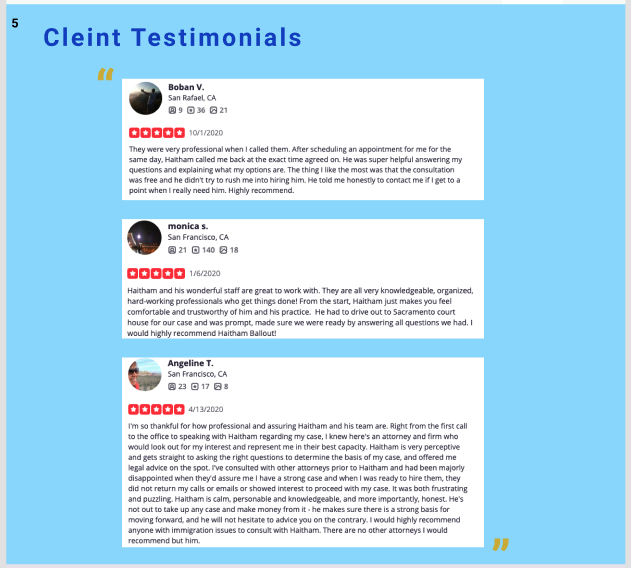 5
Cleint Testimonials
“
Boban V.
San Rafael, CA
9 36 21
10/1/2020
They were very professional when I called them. After scheduling an appointment for me for the
same day, Haitham called me back at the exact time agreed on. He was super helpful answering my
questions and explaining what my options are. The thing I like the most was that the consultation
was free and he didn't try to rush me into hiring him. He told me honestly to contact me if I get to a
point when I really need him. Highly recommend.
monica s.
San Francisco, CA
21 140 18
1/6/2020
Haitham and his wonderful staff are great to work with. They are all very knowledgeable, organized,
hard-working professionals who get things done! From the start, Haitham just makes you feel
comfortable and trustworthy of him and his practice. He had to drive out to Sacramento court
house for our case and was prompt, made sure we were ready by answering all questions we had. I
would highly recommend Haitham Ballout!
Angeline T.
San Francisco, CA
23 17 8
4/13/2020
I'm so thankful for how professional and assuring Haitham and his team are. Right from the first call
to the office to speaking with Haitham regarding my case, I knew here's an attorney and firm who
would look out for my interest and represent me in their best capacity. Haitham is very perceptive
and gets straight to asking the right questions to determine the basis of my case, and offered me
legal advice on the spot. I've consulted with other attorneys prior to Haitham and had been majorly
disappointed when they'd assure me I have a strong case and when I was ready to hire them, they
did not return my calls or emails or showed interest to proceed with my case. It was both frustrating
and puzzling. Haitham is calm, personable and knowledgeable, and more importantly, honest. He's
not out to take up any case and make money from it - he makes sure there is a strong basis for
moving forward, and he will not hesitate to advice you on the contrary. I would highly recommend
anyone with immigration issues to consult with Haitham. There are no other attorneys I would
recommend but him.
”